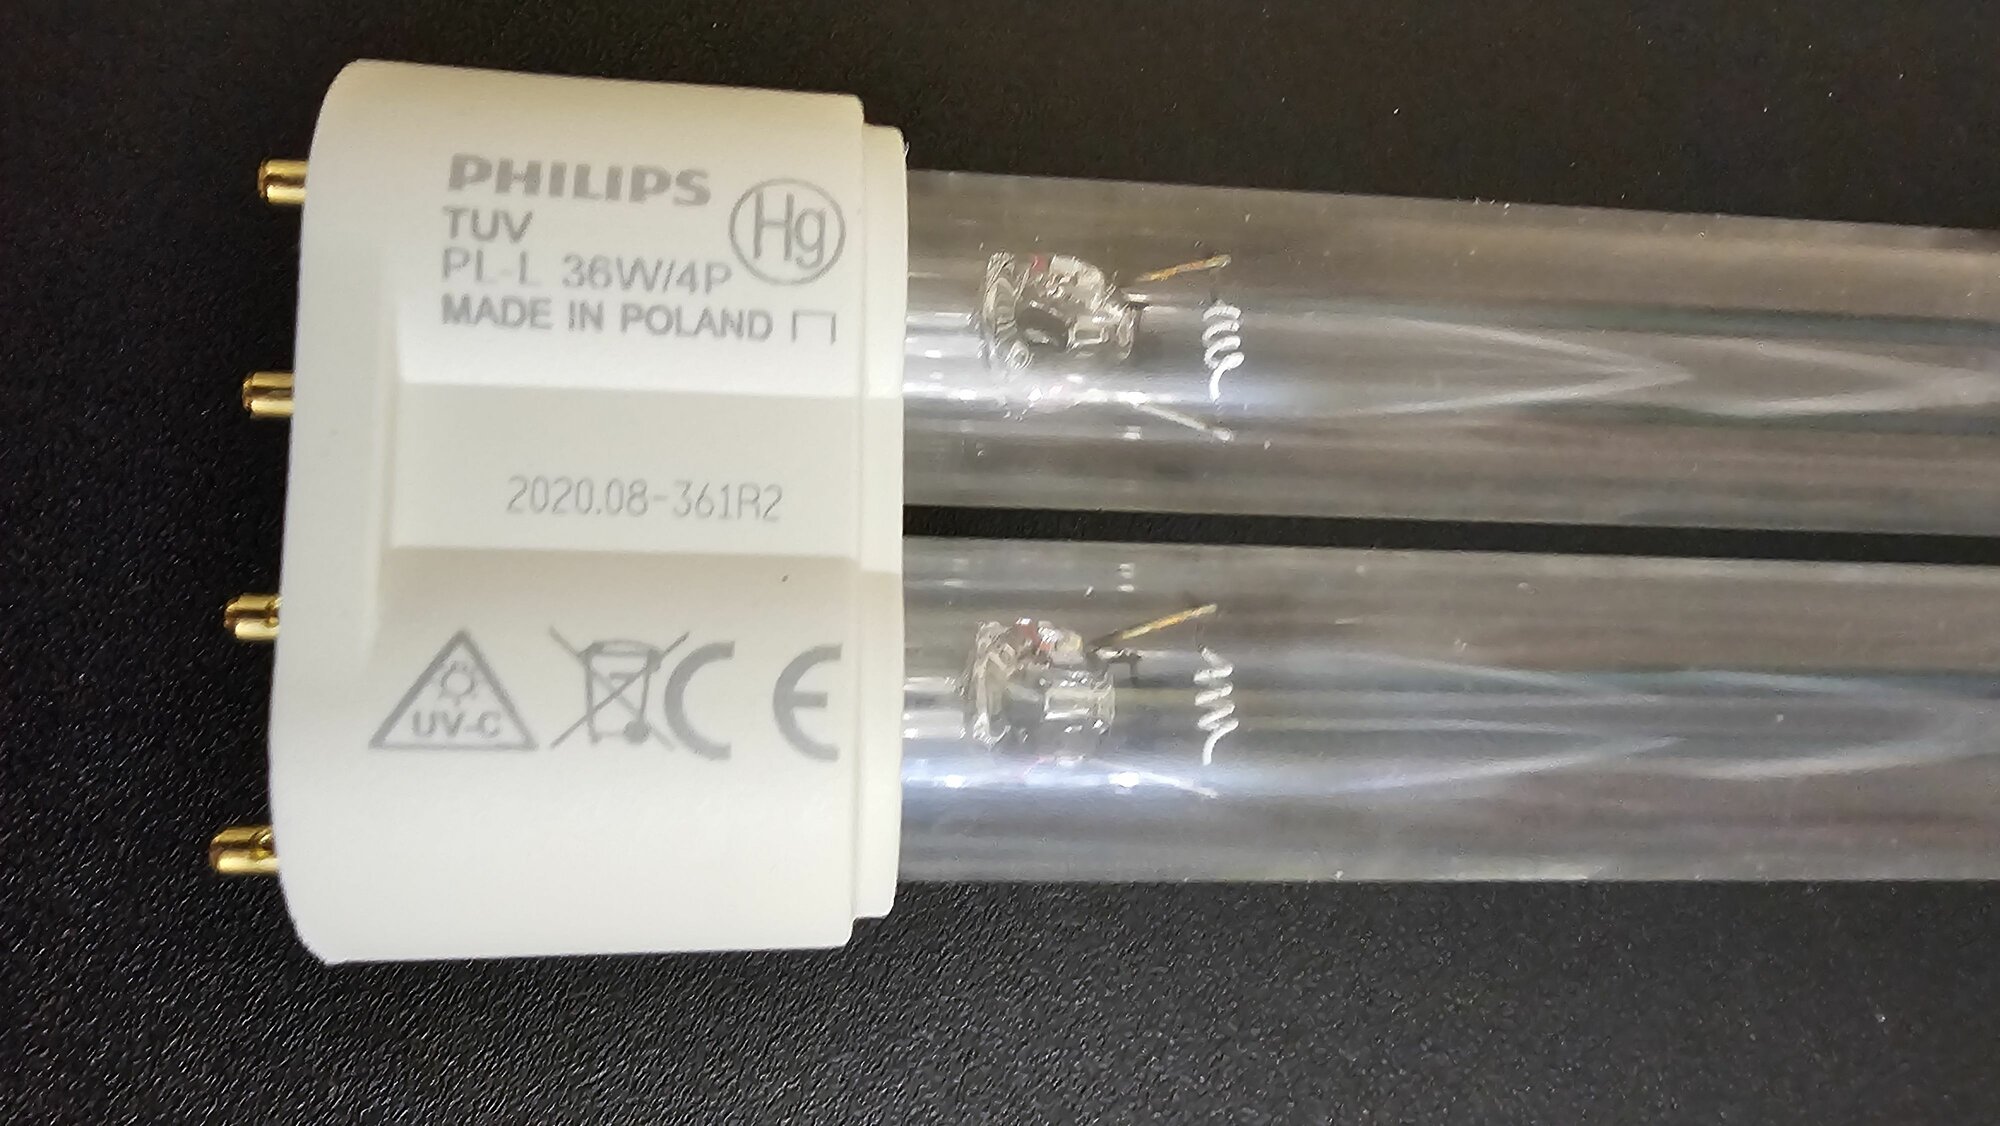 PHILIPS
TUV
PL-L 36W/4P
Hg
MADE IN POLAND
2020.08-361R2
UV-C
CE